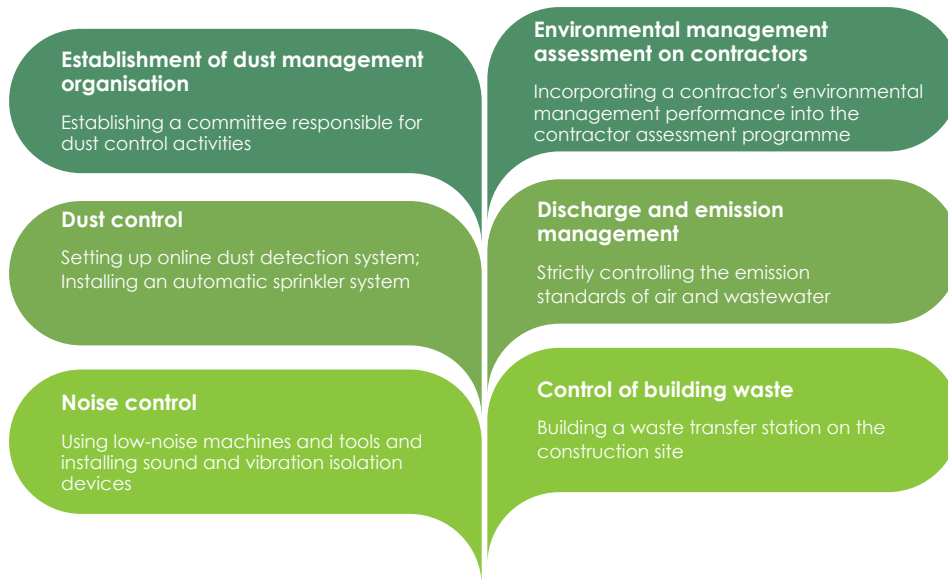 Establishment of dust management
organisation
Establishing a committee responsible for
dust control activities
Environmental management
assessment on contractors
Incorporating a contractor's environmental
management performance into the
contractor assessment programme
Dust control
Setting up online dust detection system;
Installing an automatic sprinkler system
Discharge and emission
management
Strictly controlling the emission
standards of air and wastewater
Noise control
Using low-noise machines and tools and
installing sound and vibration isolation
devices
Control of building waste
Building a waste transfer station on the
construction site